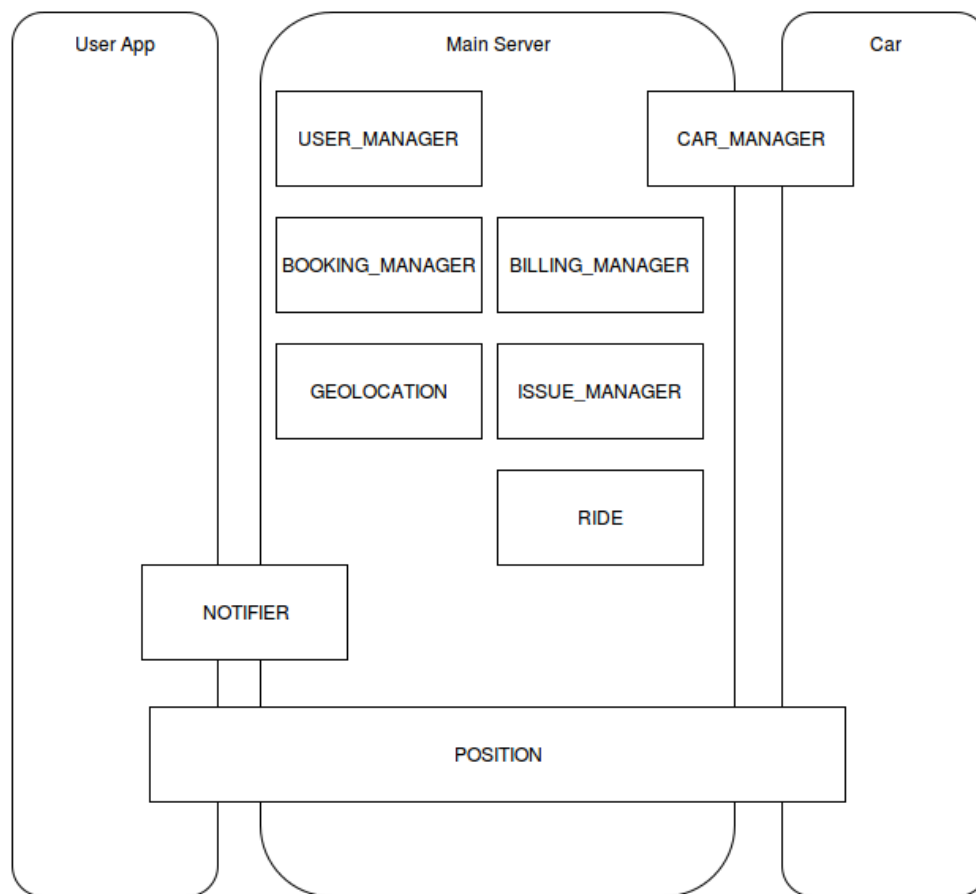 User App
Main Server
Car
USER_MANAGER
CAR_MANAGER
BOOKING_MANAGER
BILLING_MANAGER
GEOLOCATION
ISSUE_MANAGER
RIDE
NOTIFIER
POSITION